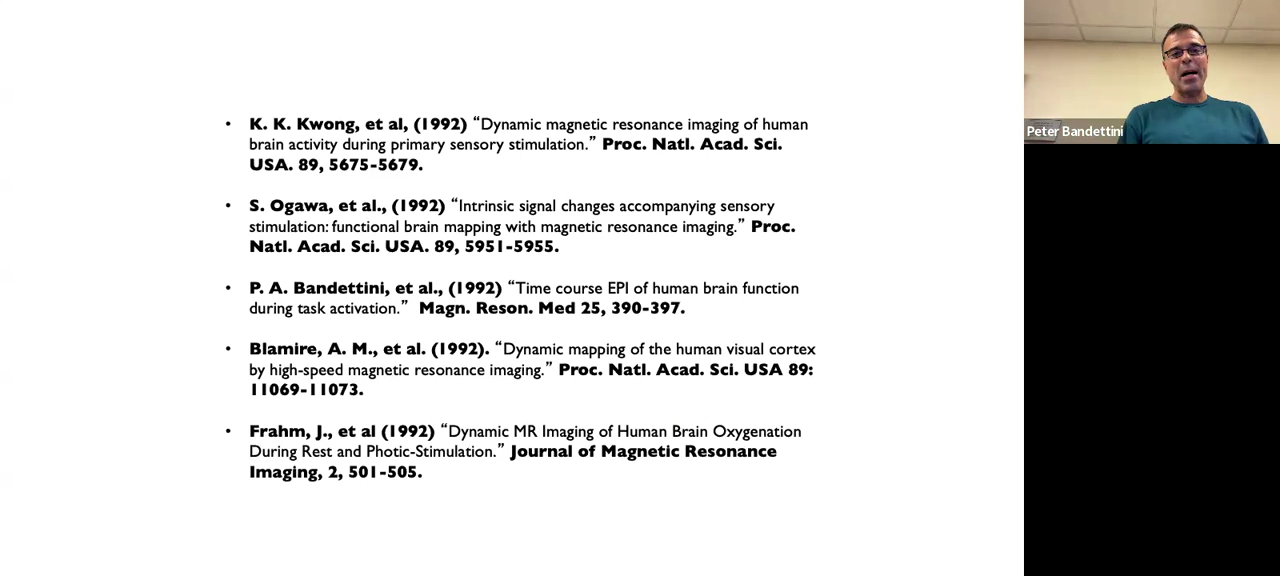 • K. K. Kwong, et al, (1992) “Dynamic magnetic resonance imaging of human
brain activity during primary sensory stimulation.” Proc. Natl. Acad. Sci.
USA. 89, 5675-5679.
• S. Ogawa, et al., (1992) “Intrinsic signal changes accompanying sensory
stimulation: functional brain mapping with magnetic resonance imaging.” Proc.
Natl. Acad. Sci. USA. 89, 5951-5955.
• P. A. Bandettini, et al., (1992) “Time course EPI of human brain function
during task activation.” Magn. Reson. Med 25, 390-397.
• Blamire, A. M., et al. (1992). “Dynamic mapping of the human visual cortex
by high-speed magnetic resonance imaging.” Proc. Natl. Acad. Sci. USA 89:
11069-11073.
• Frahm, J., et al (1992) “Dynamic MR Imaging of Human Brain Oxygenation
During Rest and Photic-Stimulation.” Journal of Magnetic Resonance
Imaging, 2, 501-505.
Peter Bandettini